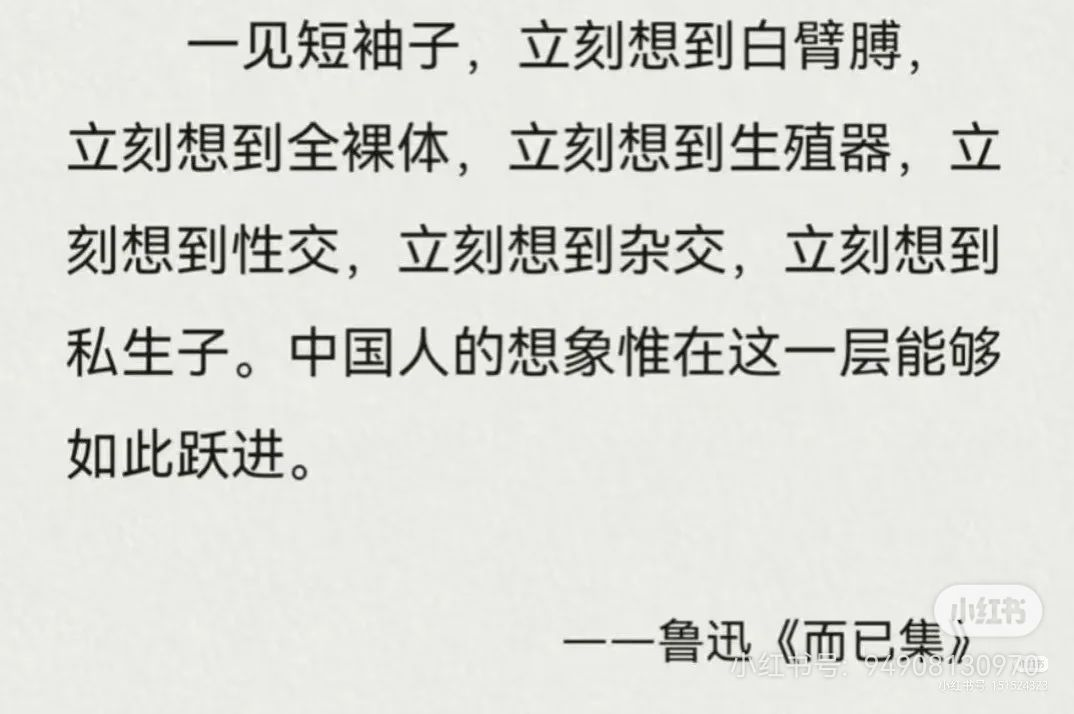 一见短袖子，立刻想到白臂膊，
立刻想到全裸体，立刻想到生殖器，立
刻想到性交，立刻想到杂交，立刻想到
私生子。中国人的想象惟在这一层能够
如此跃进。
——鲁迅《而已集》
小红书
小红书号：94908130970
小红书号 151524823